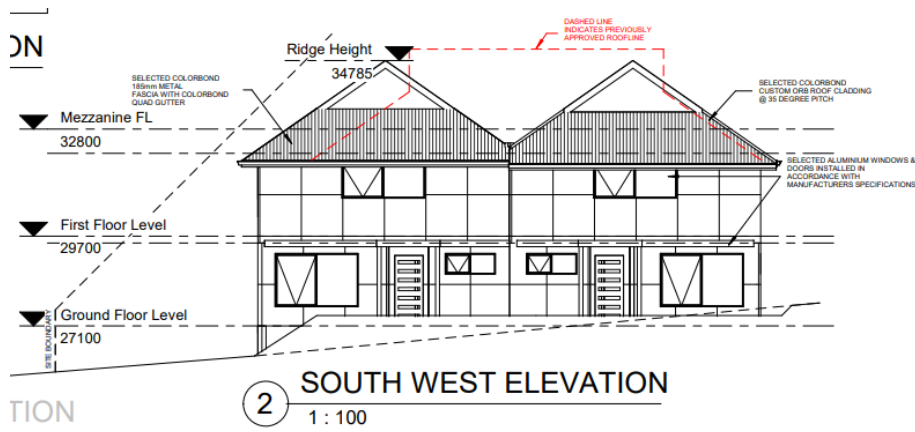 ON
DASHED LINE
INDICATES PREVIOUSLY
APPROVED ROOFLINE
Ridge Height
34785
SELECTED COLORBOND
185mm METAL
FASCIA WITH COLORBOND
QUAD GUTTER
SELECTED COLORBOND
CUSTOM ORB ROOF CLADDING
@ 35 DEGREE PITCH
Mezzanine FL
32800
SELECTED ALUMINIUM WINDOWS &
DOORS INSTALLED IN
ACCORDANCE WITH
MANUFACTURERS SPECIFICATIONS
First Floor Level
29700
Ground Floor Level
27100
SITE BOUNDARY
2
SOUTH WEST ELEVATION
1 : 100
TION